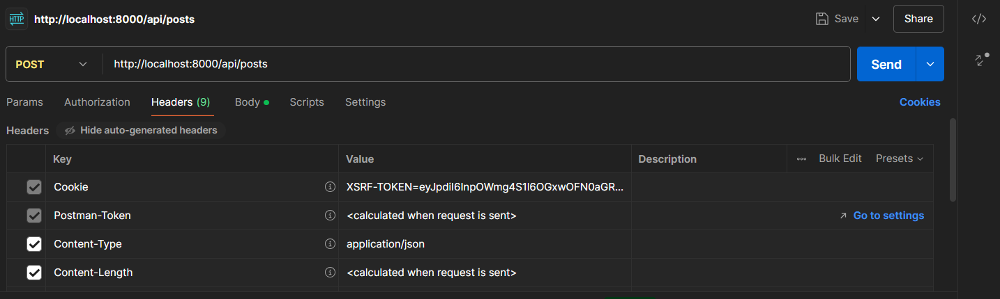 HTTP http://localhost:8000/api/posts Save Share </>
POST http://localhost:8000/api/posts Send
Params Authorization Headers (9) Body Scripts Settings Cookies
Headers Hide auto-generated headers
Key Value Description ooo Bulk Edit Presets
Cookie XSRF-TOKEN=eyJpdiI6InpOWmg4S1l6OGxwOFN0aGR...
Postman-Token <calculated when request is sent> Go to settings
Content-Type application/json
Content-Length <calculated when request is sent>